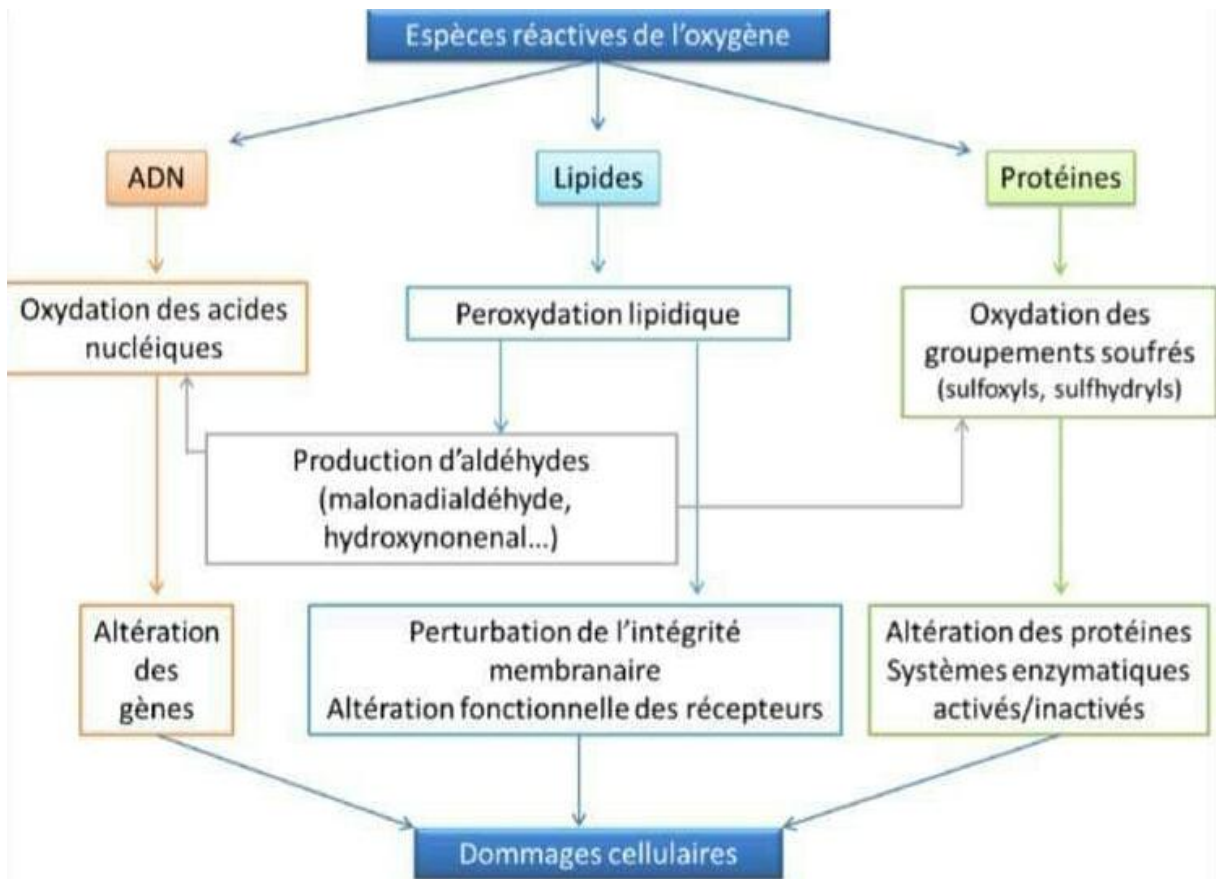 Espèces réactives de l'oxygène
ADN
Lipides
Protéines
Oxydation des acides
nucléiques
Peroxydation lipidique
Oxydation des
groupements soufrés
(sulfoxyls, sulfhydryls)
Production d'aldéhydes
(malonadialdéhyde,
hydroxynonenal...)
Altération
des
gènes
Perturbation de l'intégrité
membranaire
Altération fonctionnelle des récepteurs
Altération des protéines
Systèmes enzymatiques
activés/inactivés
Dommages cellulaires